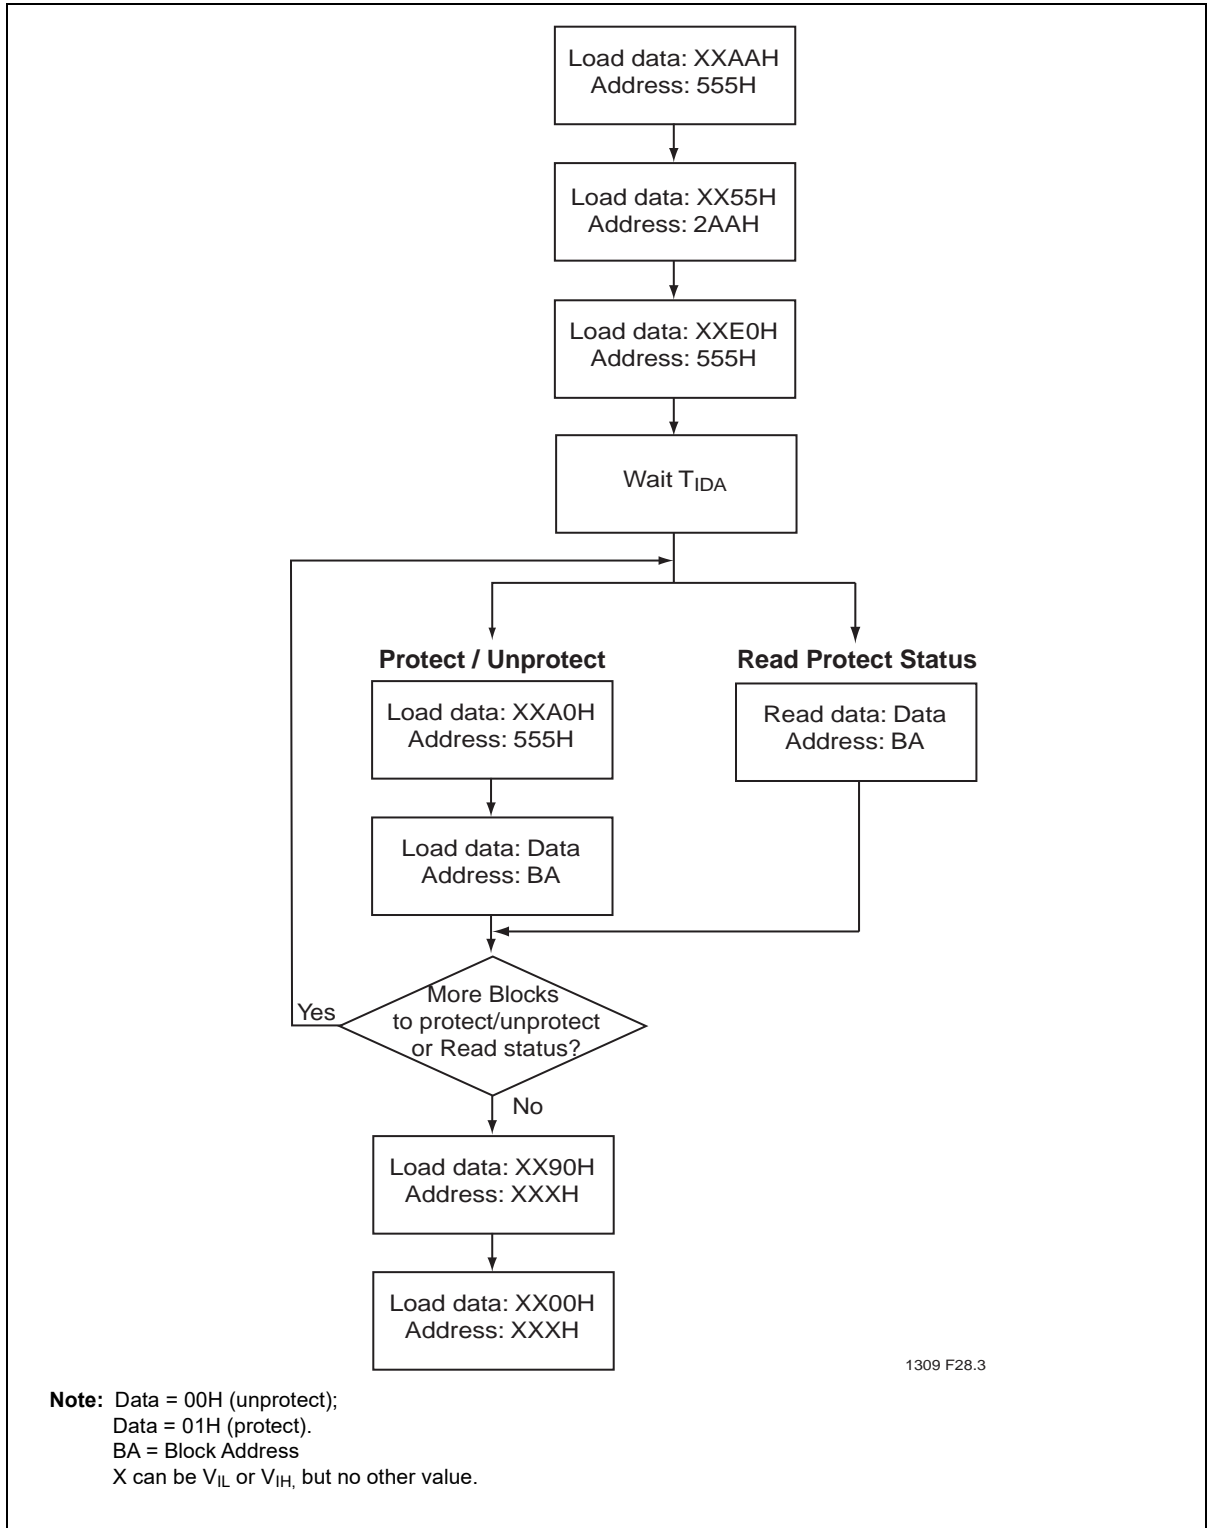 Load data: XXAAH
Address: 555H
Load data: XX55H
Address: 2AAH
Load data: XXE0H
Address: 555H
Wait TIDA
Protect / Unprotect
Load data: XXA0H
Address: 555H
Load data: Data
Address: BA
Read Protect Status
Read data: Data
Address: BA
More Blocks
to protect/unprotect
or Read status?
Yes
No
Load data: XX90H
Address: XXXH
Load data: XX00H
Address: XXXH
1309 F28.3
Note: Data = 00H (unprotect);
Data = 01H (protect).
BA = Block Address
X can be VIL or VIH, but no other value.